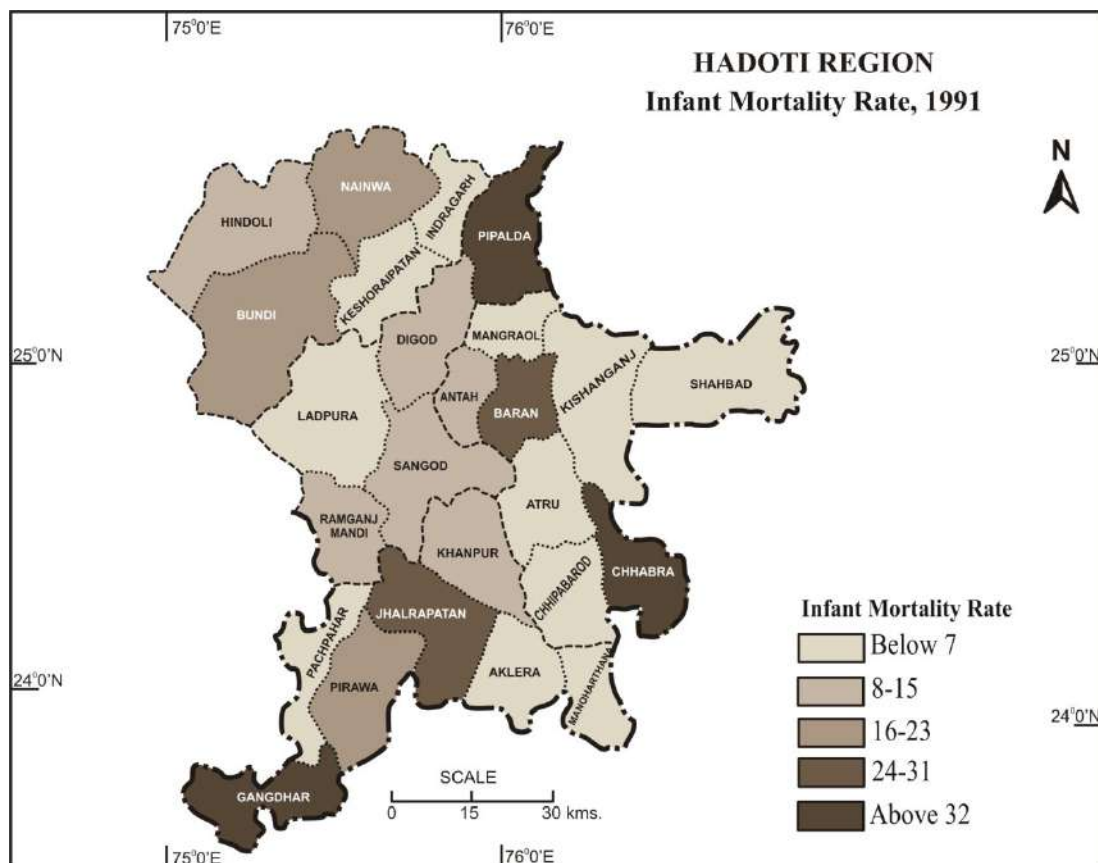 75°0'E
76°0'E
HADOTI REGION
Infant Mortality Rate, 1991
N
NAINWA
INDRAGARH
HINDOLI
PIPALDA
KESHORAIPATAN
BUNDI
MANGRAOL
DIGOD
25°0'N
25°0'N
KISHANGANJ
SHAHBAD
ANTAH
LADPURA
BARAN
SANGOD
ATRU
RAMGANJ
MANDI
KHANPUR
CHHABRA
CHHIPABAROD
JHALRAPATAN
PACHPAHAR
AKLERA
MANOHARTHANA
PIRAWA
24°0'N
24°0'N
GANGDHAR
SCALE
0 15 30 kms.
Infant Mortality Rate
Below 7
8-15
16-23
24-31
Above 32
75°0'E
76°0'E